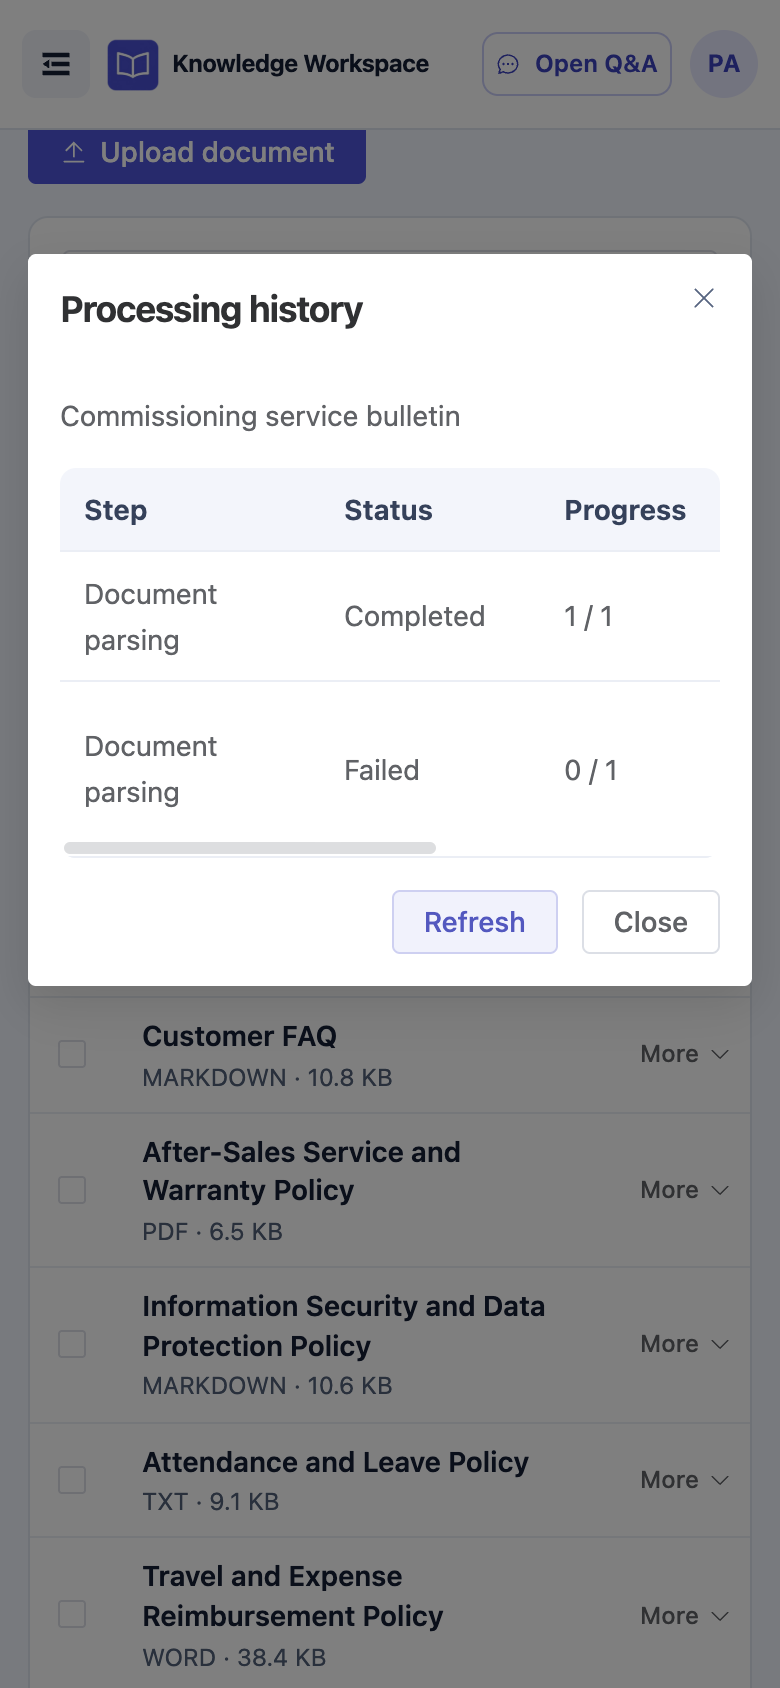 Knowledge Workspace
Open Q&A
PA
Upload document
Processing history
Commissioning service bulletin
Step Status Progress
Document
parsing
Completed
1 / 1
Document
parsing
Failed
0 / 1
Refresh
Close
Customer FAQ
MARKDOWN · 10.8 KB
More
After-Sales Service and
Warranty Policy
PDF · 6.5 KB
More
Information Security and Data
Protection Policy
MARKDOWN · 10.6 KB
More
Attendance and Leave Policy
TXT · 9.1 KB
More
Travel and Expense
Reimbursement Policy
WORD · 38.4 KB
More